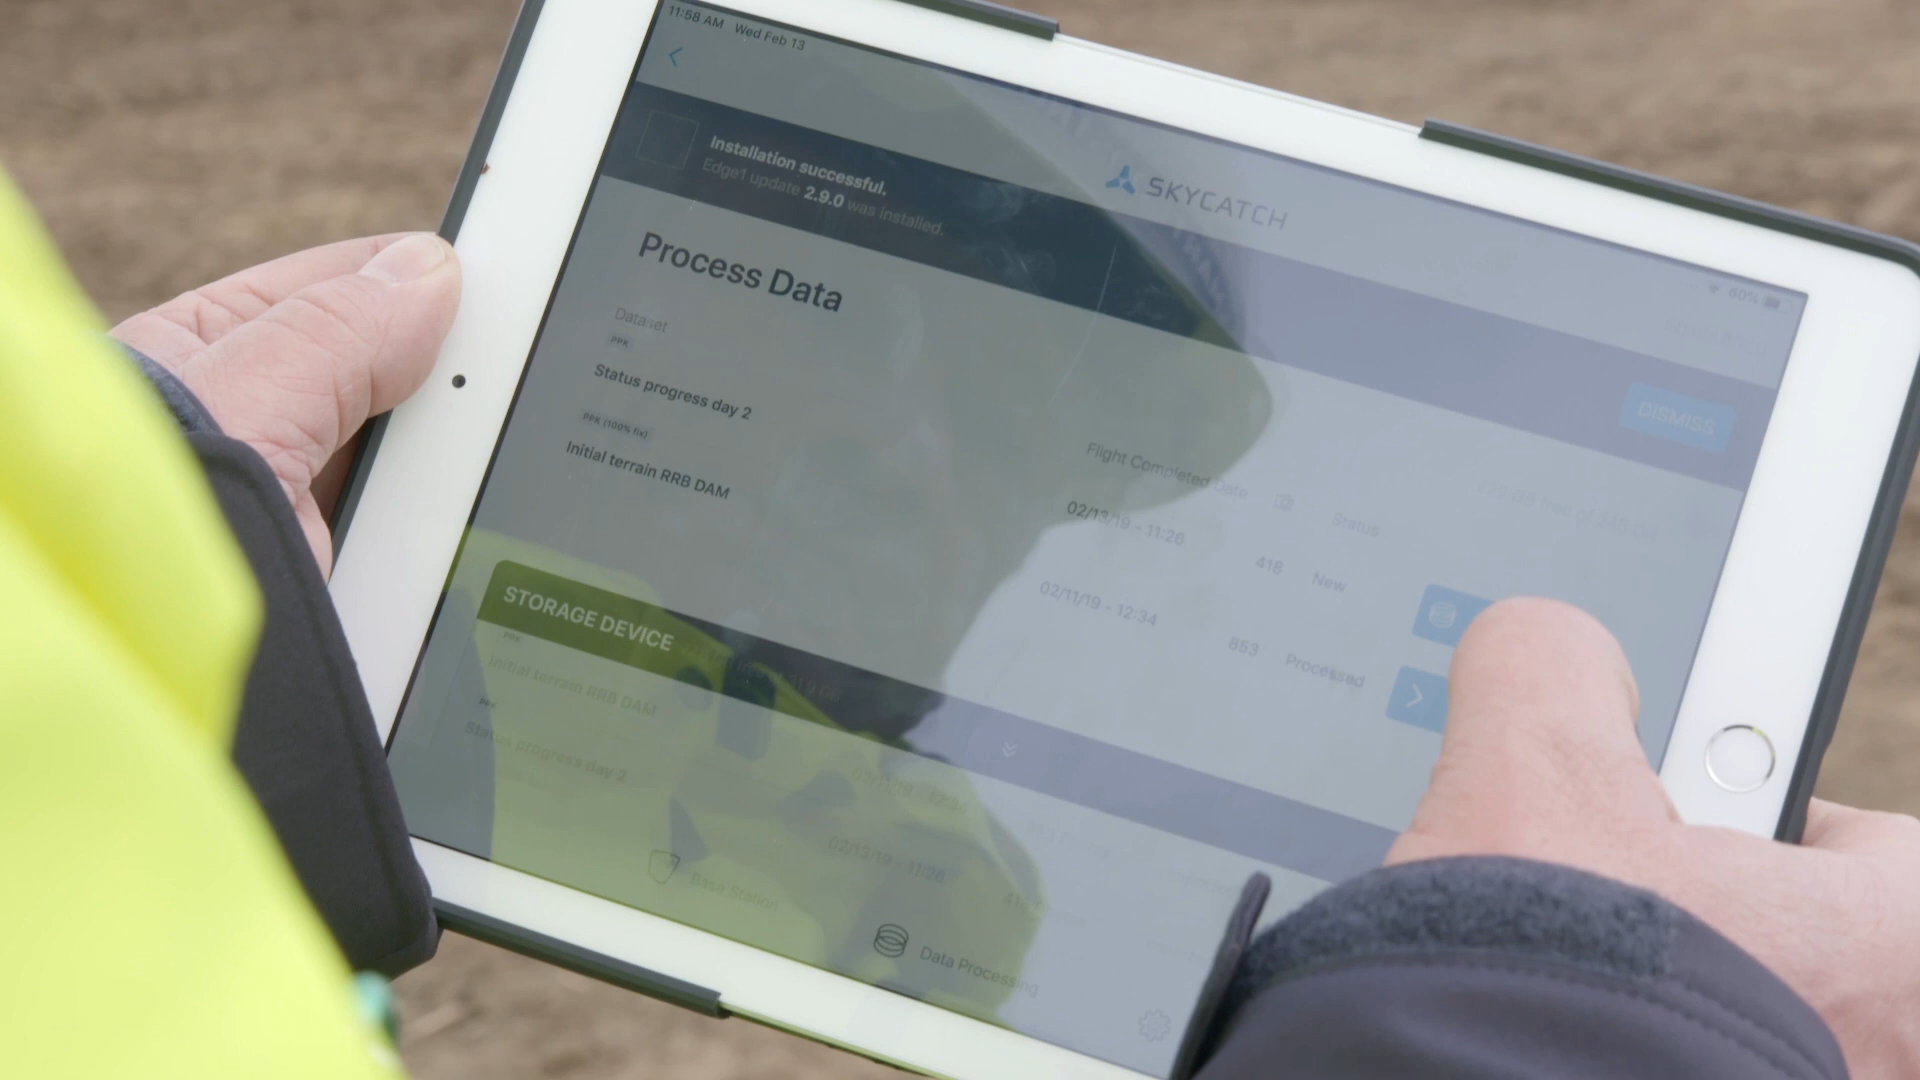 11:58 AM Wed Feb 13
60%
SKYCATCH
Installation successful.
Edge1 update 2.9.0 was installed.
DISMISS
Process Data
Dataset
Flight Completed Date
Status
PPK
Status progress day 2
02/13/19 - 11:26
418
New
PPK (100% fix)
Initial terrain RRB DAM
02/11/19 - 12:34
853
Processed
STORAGE DEVICE
PPK
Initial terrain RRB DAM
PPK
Status progress day 2
02/13/19 - 11:26
Base Station
Data Processing